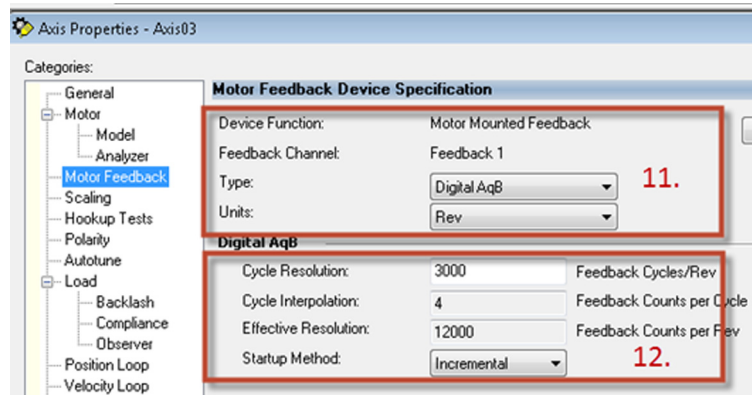 Axis Properties - Axis03
Categories:
General
Motor
Model
Analyzer
Motor Feedback
Scaling
Hookup Tests
Polarity
Autotune
Load
Backlash
Compliance
Observer
Position Loop
Velocity Loop
Motor Feedback Device Specification
Device Function: Motor Mounted Feedback
Feedback Channel: Feedback 1
Type: Digital AqB
Units: Rev
11.
Digital AqB
Cycle Resolution: 3000 Feedback Cycles/Rev
Cycle Interpolation: 4 Feedback Counts per Cycle
Effective Resolution: 12000 Feedback Counts per Rev
Startup Method: Incremental
12.